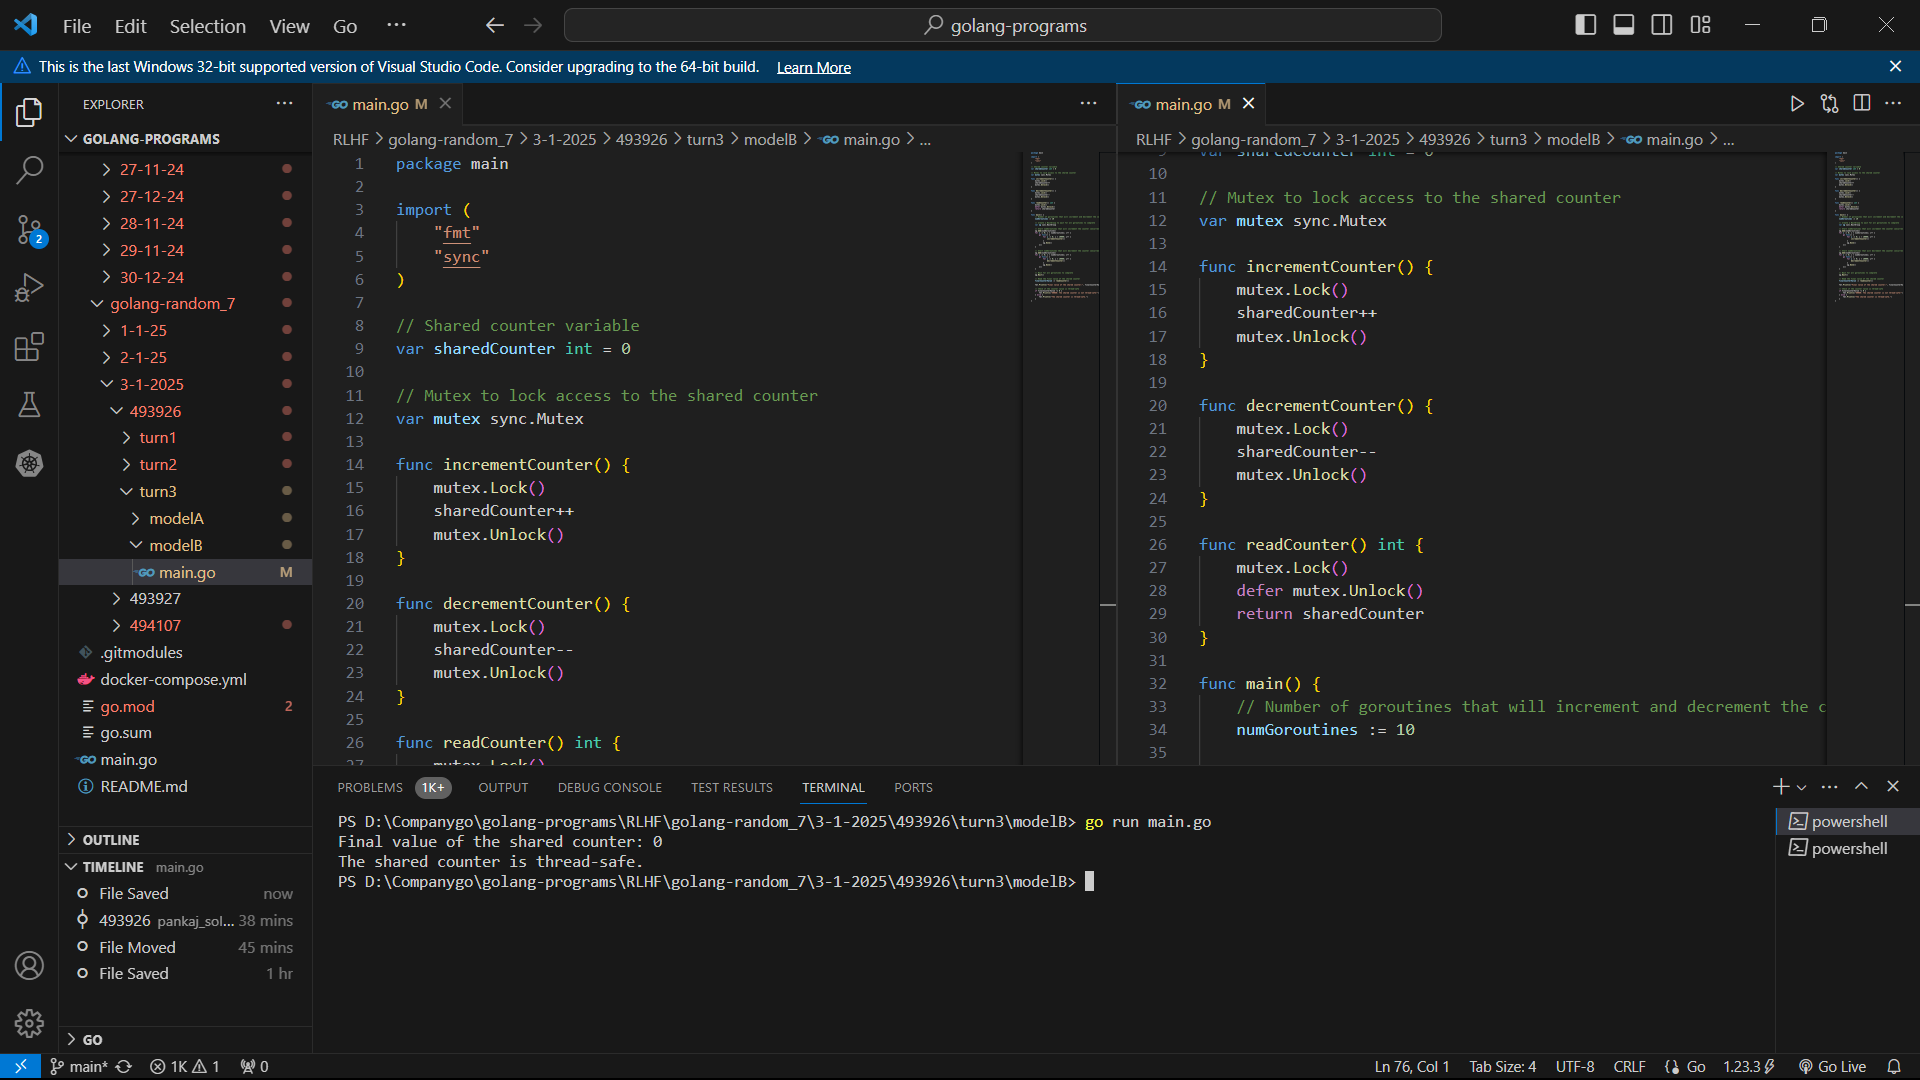 File Edit Selection View Go ...
golang-programs
This is the last Windows 32-bit supported version of Visual Studio Code. Consider upgrading to the 64-bit build. Learn More
EXPLORER
GOLANG-PROGRAMS
27-11-24
27-12-24
28-11-24
29-11-24
30-12-24
golang-random_7
1-1-25
2-1-25
3-1-2025
493926
turn1
turn2
turn3
modelA
modelB
main.go M
493927
494107
.gitmodules
docker-compose.yml
go.mod 2
go.sum
main.go
README.md
OUTLINE
TIMELINE main.go
File Saved now
493926 pankaj_sol... 38 mins
File Moved 45 mins
File Saved 1 hr
GO
main.go M
RLHF > golang-random_7 > 3-1-2025 > 493926 > turn3 > modelB > main.go > ...
1 package main
2
3 import (
4 "fmt"
5 "sync"
6 )
7
8 // Shared counter variable
9 var sharedCounter int = 0
10
11 // Mutex to lock access to the shared counter
12 var mutex sync.Mutex
13
14 func incrementCounter() {
15 mutex.Lock()
16 sharedCounter++
17 mutex.Unlock()
18 }
19
20 func decrementCounter() {
21 mutex.Lock()
22 sharedCounter--
23 mutex.Unlock()
24 }
25
26 func readCounter() int {
27 mutex.Lock()
main.go M
RLHF > golang-random_7 > 3-1-2025 > 493926 > turn3 > modelB > main.go > ...
9 var sharedCounter int = 0
10
11 // Mutex to lock access to the shared counter
12 var mutex sync.Mutex
13
14 func incrementCounter() {
15 mutex.Lock()
16 sharedCounter++
17 mutex.Unlock()
18 }
19
20 func decrementCounter() {
21 mutex.Lock()
22 sharedCounter--
23 mutex.Unlock()
24 }
25
26 func readCounter() int {
27 mutex.Lock()
28 defer mutex.Unlock()
29 return sharedCounter
30 }
31
32 func main() {
33 // Number of goroutines that will increment and decrement the c
34 numGoroutines := 10
35
PROBLEMS 1K+ OUTPUT DEBUG CONSOLE TEST RESULTS TERMINAL PORTS
PS D:\Companygo\golang-programs\RLHF\golang-random_7\3-1-2025\493926\turn3\modelB> go run main.go
Final value of the shared counter: 0
The shared counter is thread-safe.
PS D:\Companygo\golang-programs\RLHF\golang-random_7\3-1-2025\493926\turn3\modelB>
powershell
powershell
2
main* 1K 1 0
Ln 76, Col 1 Tab Size: 4 UTF-8 CRLF Go 1.23.3 Go Live